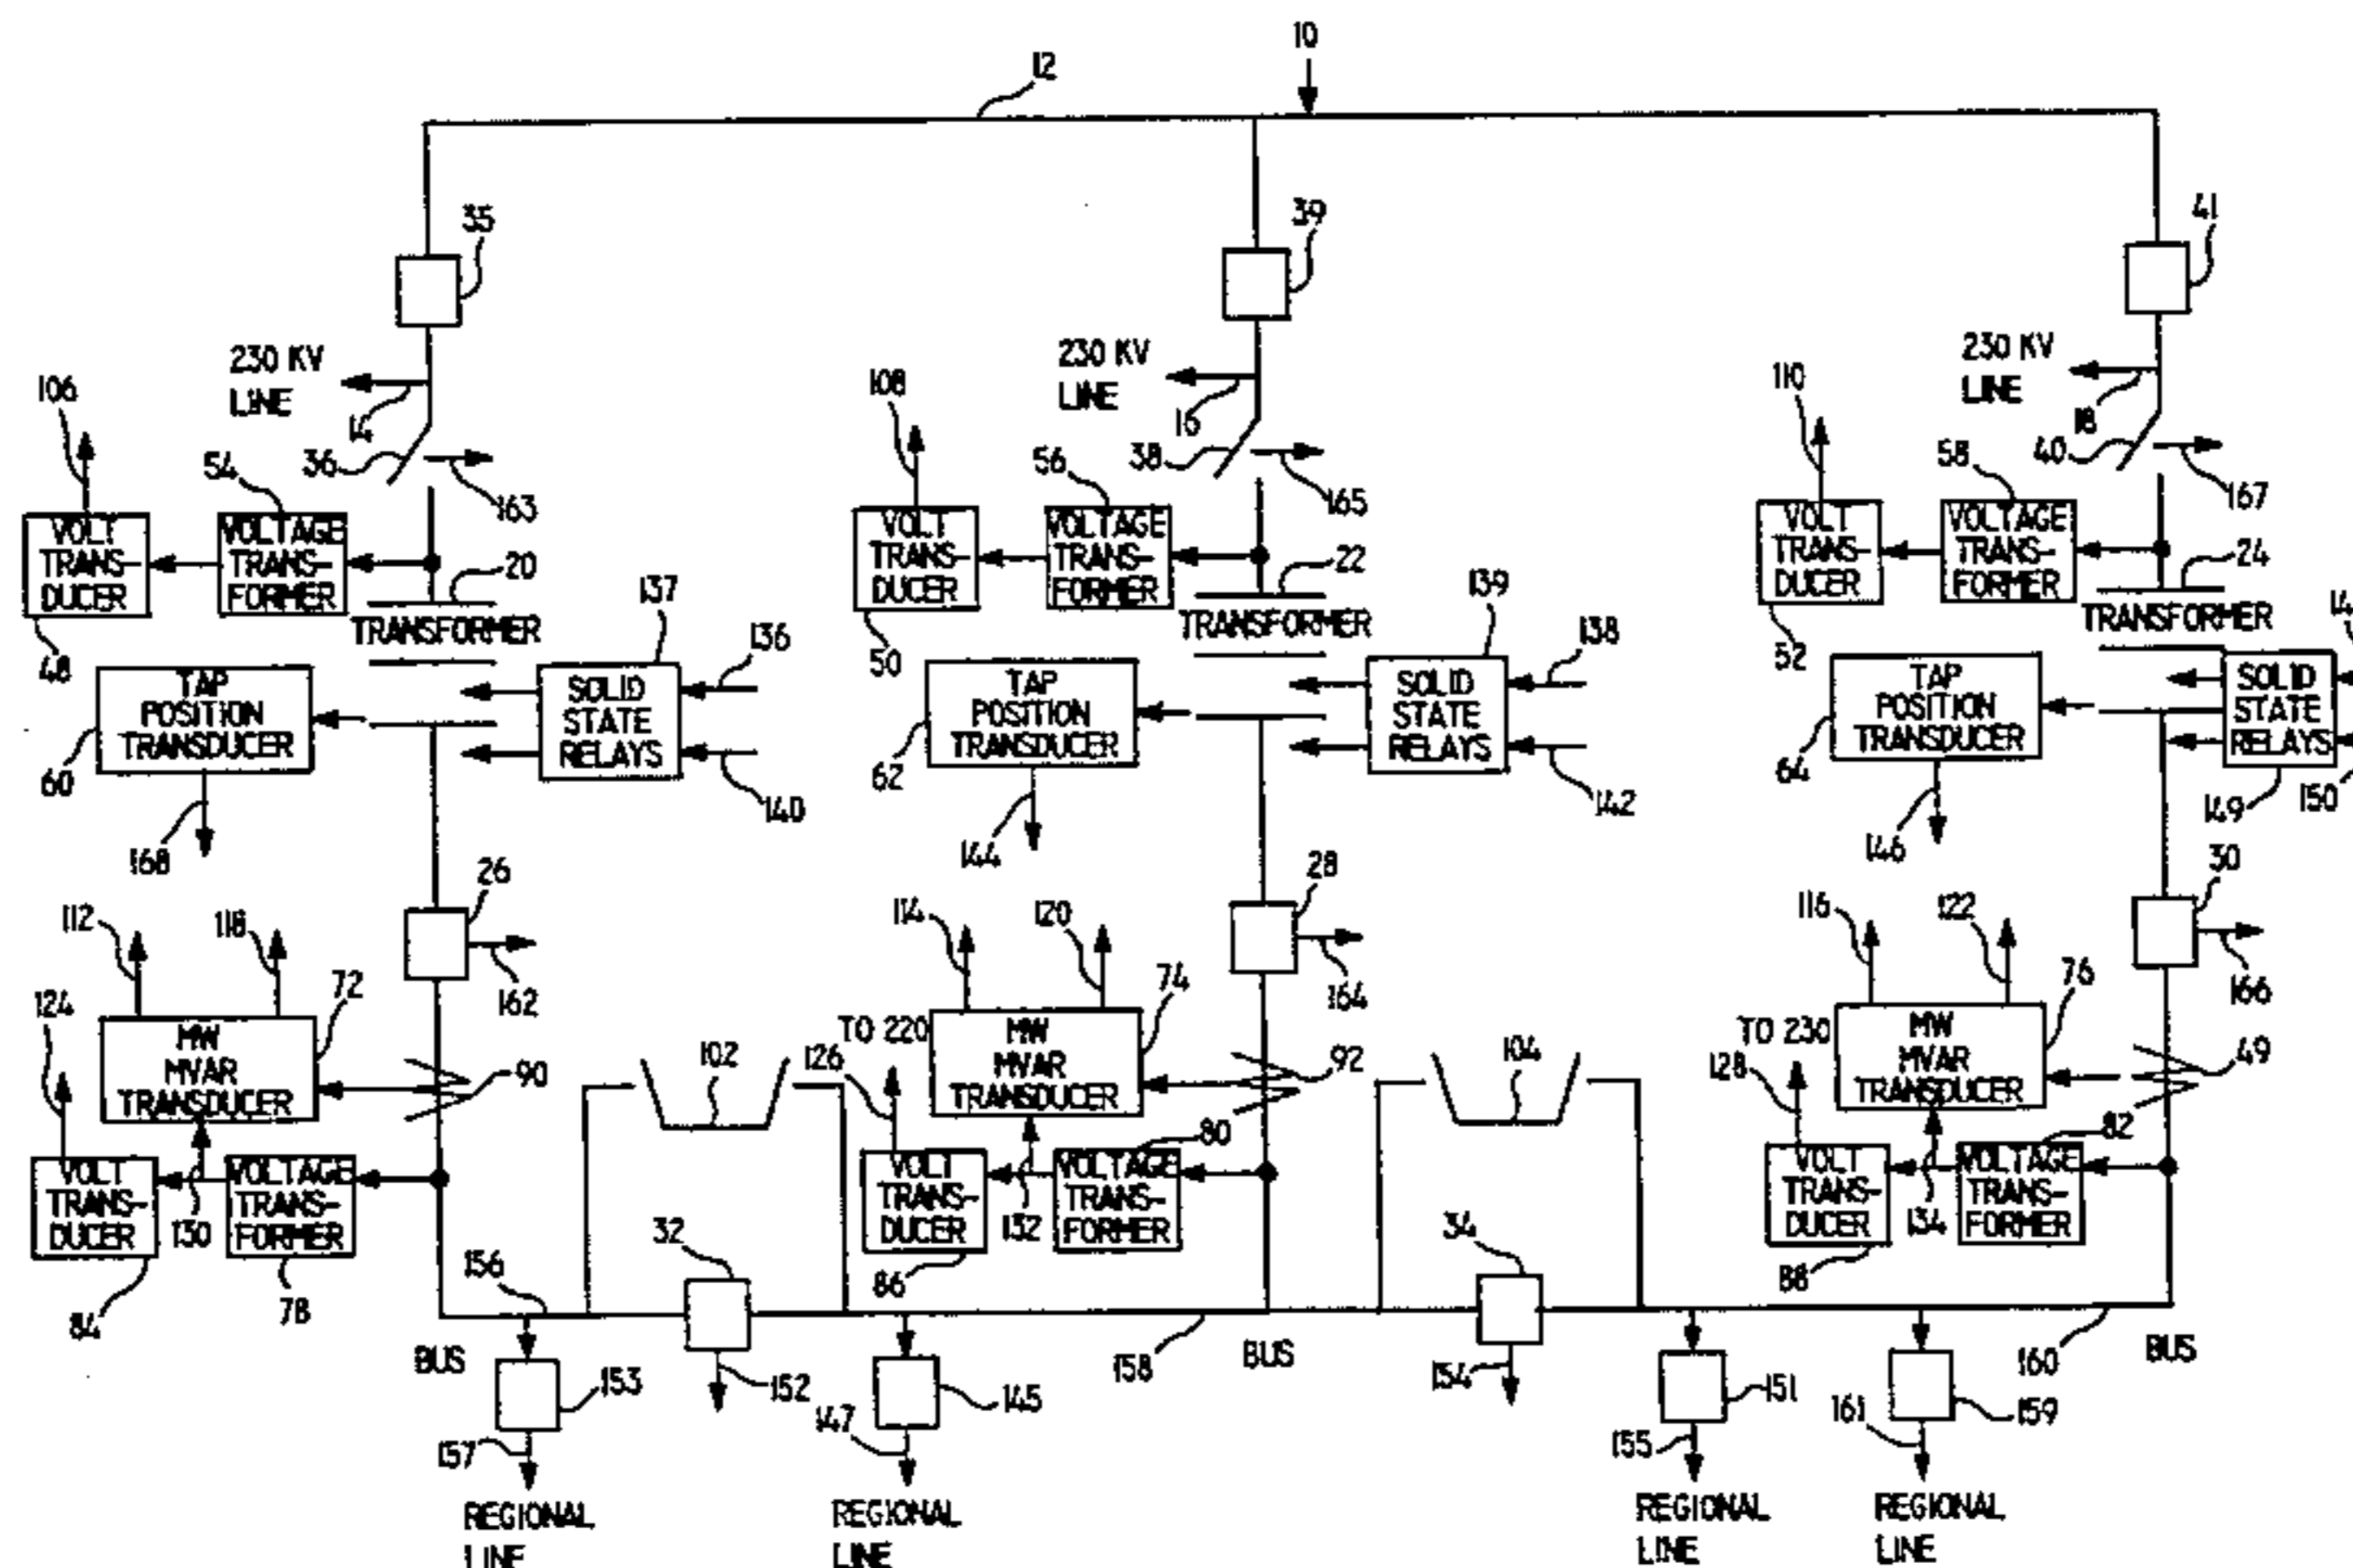 10
12
35
39
41
230 KV
LINE
14
230 KV
LINE
16
230 KV
LINE
18
106
36
163
108
38
165
110
40
167
54
56
58
VOLT
TRANS-
DUCER
VOLTAGE
TRANS-
FORMER
20
VOLT
TRANS-
DUCER
VOLTAGE
TRANS-
FORMER
22
VOLT
TRANS-
DUCER
VOLTAGE
TRANS-
FORMER
24
48
TRANSFORMER
137
136
50
TRANSFORMER
139
138
52
TRANSFORMER
TAP
POSITION
TRANSDUCER
SOLID
STATE
RELAYS
TAP
POSITION
TRANSDUCER
SOLID
STATE
RELAYS
TAP
POSITION
TRANSDUCER
SOLID
STATE
RELAYS
60
140
62
142
64
149
150
168
144
146
26
28
30
112
118
162
114
120
164
116
122
166
124
72
TO 220
126
74
TO 230
128
76
MW
MVAR
TRANSDUCER
90
102
MW
MVAR
TRANSDUCER
92
104
MW
MVAR
TRANSDUCER
49
80
82
VOLT
TRANS-
DUCER
130
VOLTAGE
TRANS-
FORMER
VOLT
TRANS-
DUCER
132
VOLTAGE
TRANS-
FORMER
VOLT
TRANS-
DUCER
134
VOLTAGE
TRANS-
FORMER
84
78
156
32
86
34
88
BUS
153
152
145
158
BUS
154
151
159
160
BUS
157
147
155
161
REGIONAL
LINE
REGIONAL
LINE
REGIONAL
LINE
REGIONAL
LINE